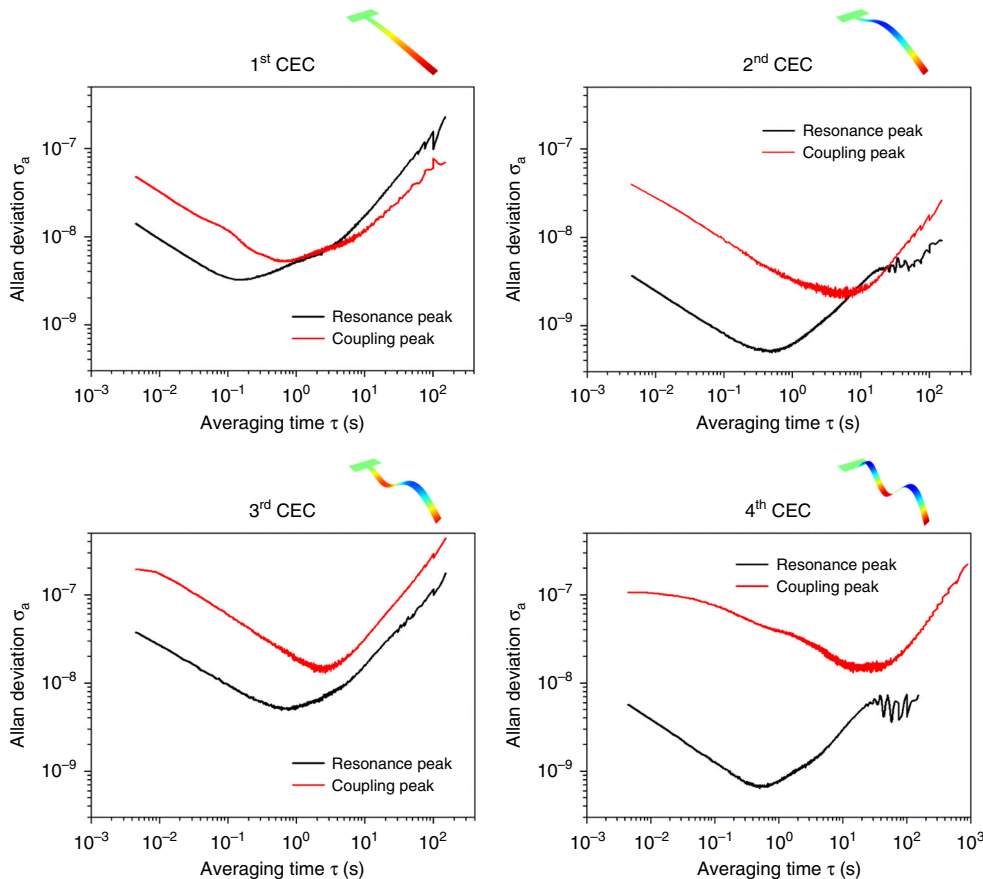 1st CEC
Allan deviation σa
10−7
10−8
10−9
Resonance peak
Coupling peak
10−3 10−2 10−1 100 101 102
Averaging time τ (s)
2nd CEC
Allan deviation σa
10−7
10−8
10−9
Resonance peak
Coupling peak
10−3 10−2 10−1 100 101 102
Averaging time τ (s)
3rd CEC
Allan deviation σa
10−7
10−8
10−9
Resonance peak
Coupling peak
10−3 10−2 10−1 100 101 102
Averaging time τ (s)
4th CEC
Allan deviation σa
10−7
10−8
10−9
Resonance peak
Coupling peak
10−3 10−2 10−1 100 101 102 103
Averaging time τ (s)